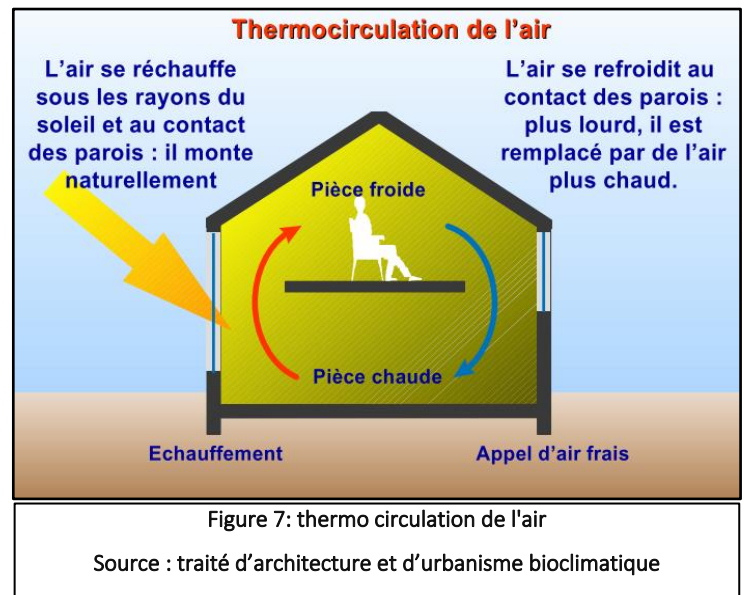 Thermocirculation de l'air
L'air se réchauffe
sous les rayons du
soleil et au contact
des parois : il monte
naturellement
L'air se refroidit au
contact des parois :
plus lourd, il est
remplacé par de l'air
plus chaud.
Pièce froide
Pièce chaude
Echauffement
Appel d'air frais
Figure 7: thermo circulation de l'air
Source : traité d'architecture et d'urbanisme bioclimatique